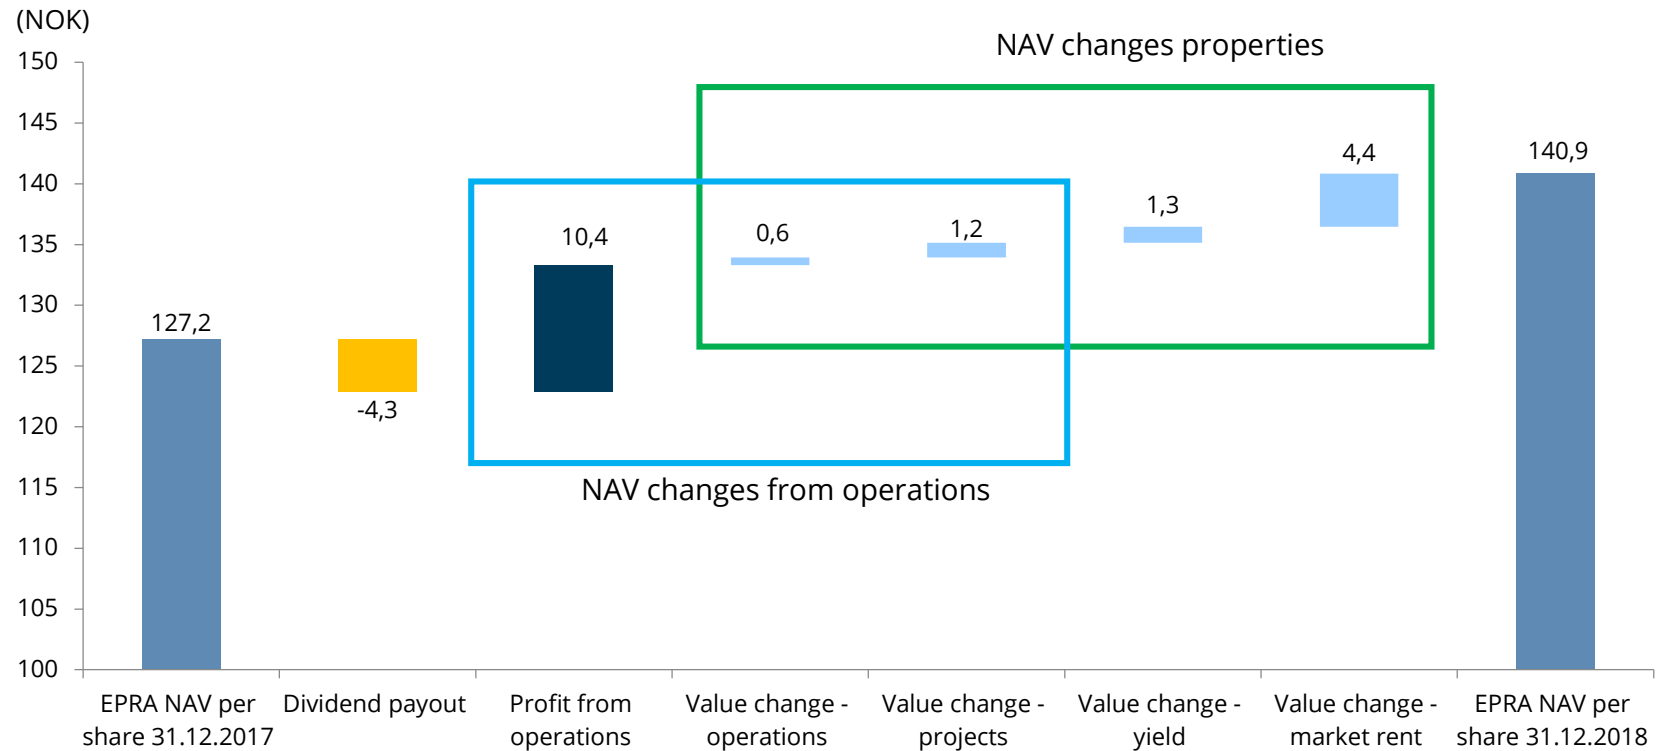 (NOK)
NAV changes properties
150
145
140
135
130
125
120
115
110
105
100
127,2
-4,3
10,4
0,6
1,2
1,3
4,4
140,9
NAV changes from operations
EPRA NAV per
share 31.12.2017
Dividend payout
Profit from
operations
Value change -
operations
Value change -
projects
Value change -
yield
Value change -
market rent
EPRA NAV per
share 31.12.2018